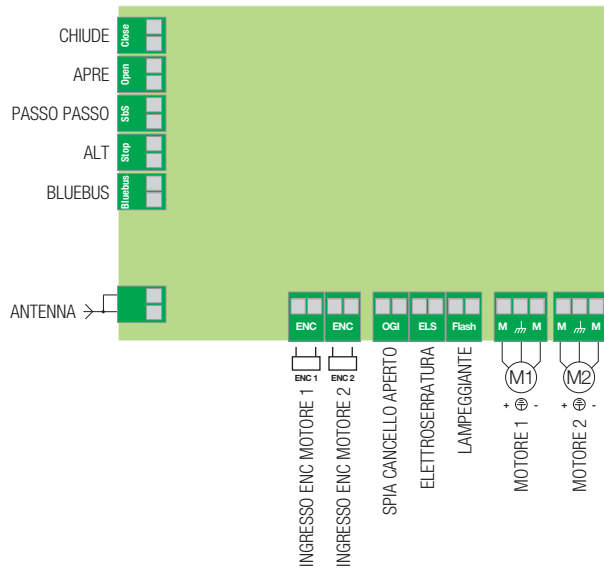 CHIUDE
Close
APRE
Open
PASSO PASSO
SbS
ALT
Stop
BLUEBUS
Bluebus
ANTENNA
ENC
ENC
OGI
ELS
Flash
M M
M M
ENC 1
ENC 2
M1
M2
+ -
+ -
INGRESSO ENC MOTORE 1
INGRESSO ENC MOTORE 2
SPIA CANCELLO APERTO
ELETTROSERRATURA
LAMPEGGIANTE
MOTORE 1
MOTORE 2